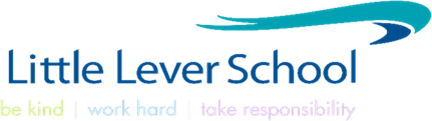 Little Lever School
be kind | work hard | take responsibility